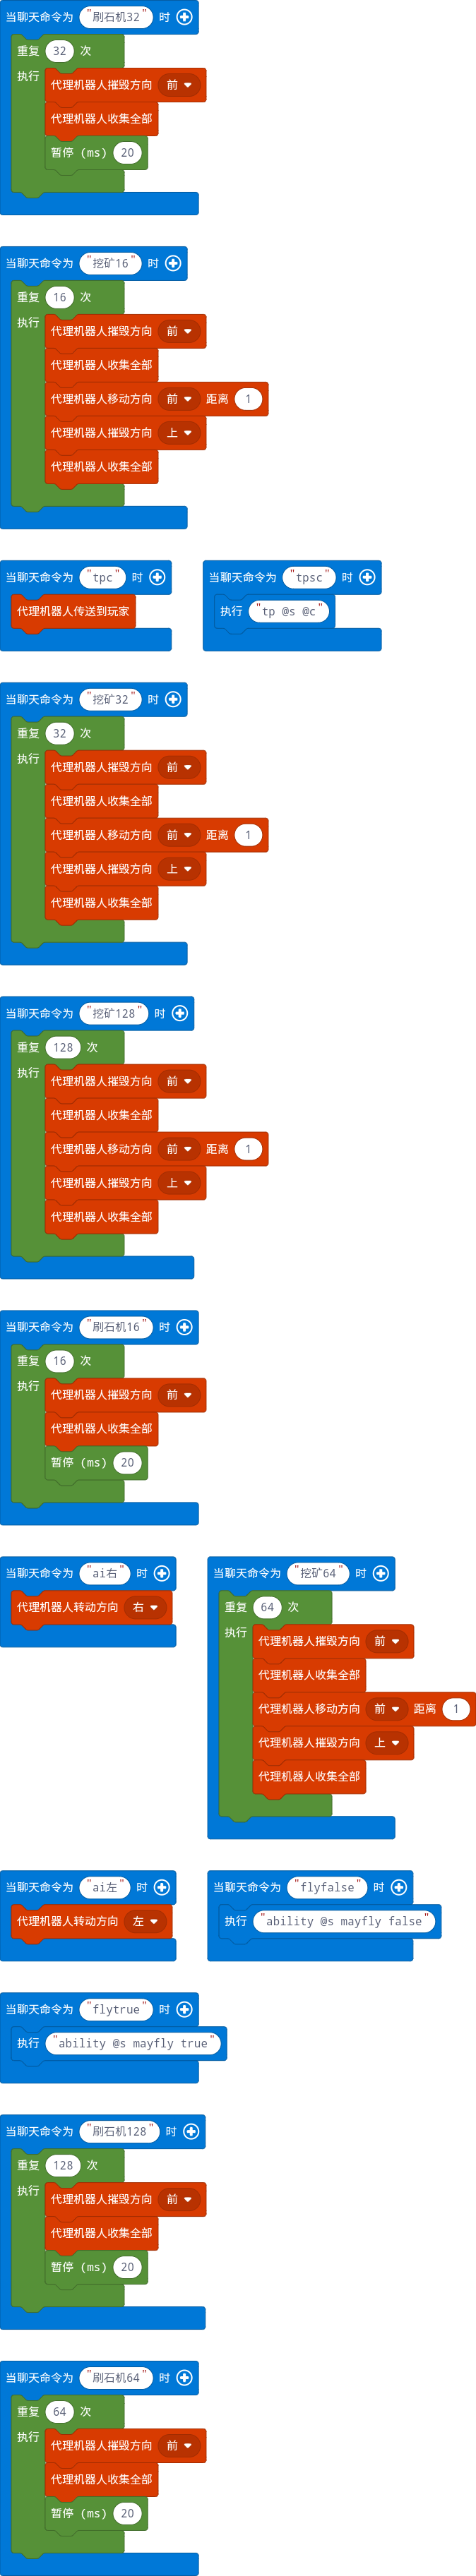 当聊天命令为 "刷石机32" 时
重复 32 次
执行
代理机器人摧毁方向 前
代理机器人收集全部
暂停 (ms) 20
当聊天命令为 "挖矿16" 时
重复 16 次
执行
代理机器人摧毁方向 前
代理机器人收集全部
代理机器人移动方向 前 距离 1
代理机器人摧毁方向 上
代理机器人收集全部
当聊天命令为 "tpc" 时
代理机器人传送到玩家
当聊天命令为 "tpsc" 时
执行 "tp @s @c"
当聊天命令为 "挖矿32" 时
重复 32 次
执行
代理机器人摧毁方向 前
代理机器人收集全部
代理机器人移动方向 前 距离 1
代理机器人摧毁方向 上
代理机器人收集全部
当聊天命令为 "挖矿128" 时
重复 128 次
执行
代理机器人摧毁方向 前
代理机器人收集全部
代理机器人移动方向 前 距离 1
代理机器人摧毁方向 上
代理机器人收集全部
当聊天命令为 "刷石机16" 时
重复 16 次
执行
代理机器人摧毁方向 前
代理机器人收集全部
暂停 (ms) 20
当聊天命令为 "ai右" 时
代理机器人转动方向 右
当聊天命令为 "挖矿64" 时
重复 64 次
执行
代理机器人摧毁方向 前
代理机器人收集全部
代理机器人移动方向 前 距离 1
代理机器人摧毁方向 上
代理机器人收集全部
当聊天命令为 "ai左" 时
代理机器人转动方向 左
当聊天命令为 "flyfalse" 时
执行 "ability @s mayfly false"
当聊天命令为 "flytrue" 时
执行 "ability @s mayfly true"
当聊天命令为 "刷石机128" 时
重复 128 次
执行
代理机器人摧毁方向 前
代理机器人收集全部
暂停 (ms) 20
当聊天命令为 "刷石机64" 时
重复 64 次
执行
代理机器人摧毁方向 前
代理机器人收集全部
暂停 (ms) 20